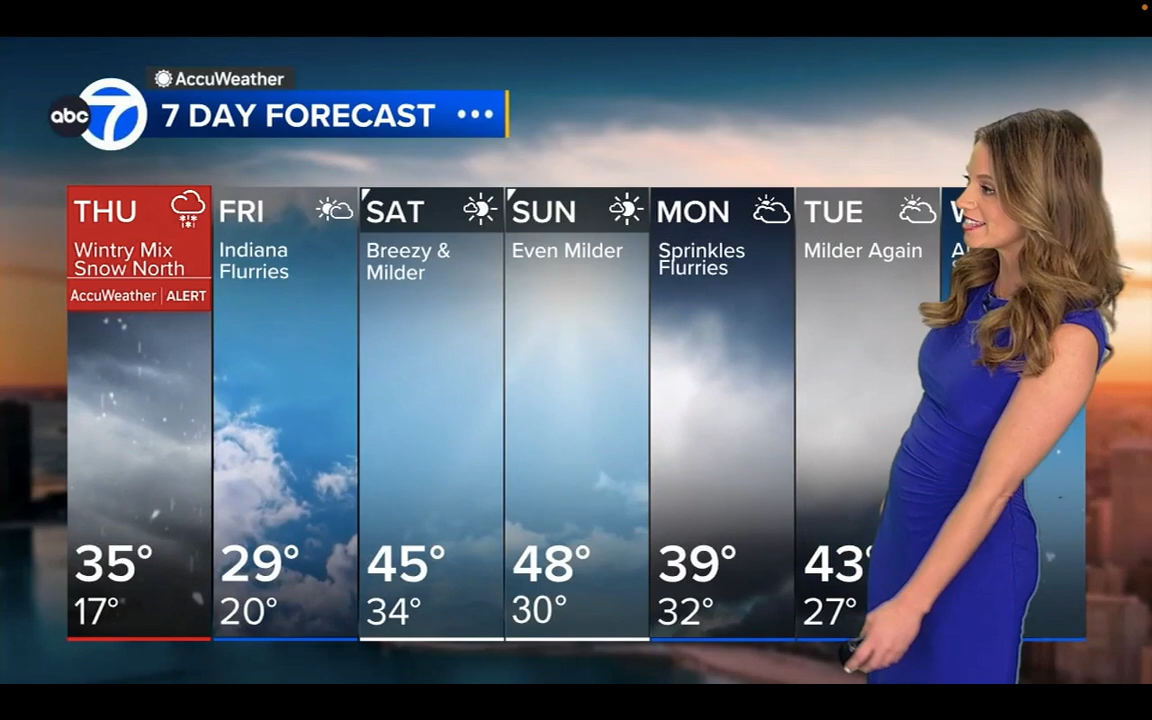 AccuWeather
abc 7
7 DAY FORECAST
THU
Wintry Mix
Snow North
AccuWeather | ALERT
35°
17°
FRI
Indiana
Flurries
29°
20°
SAT
Breezy &
Milder
45°
34°
SUN
Even Milder
48°
30°
MON
Sprinkles
Flurries
39°
32°
TUE
Milder Again
43°
27°